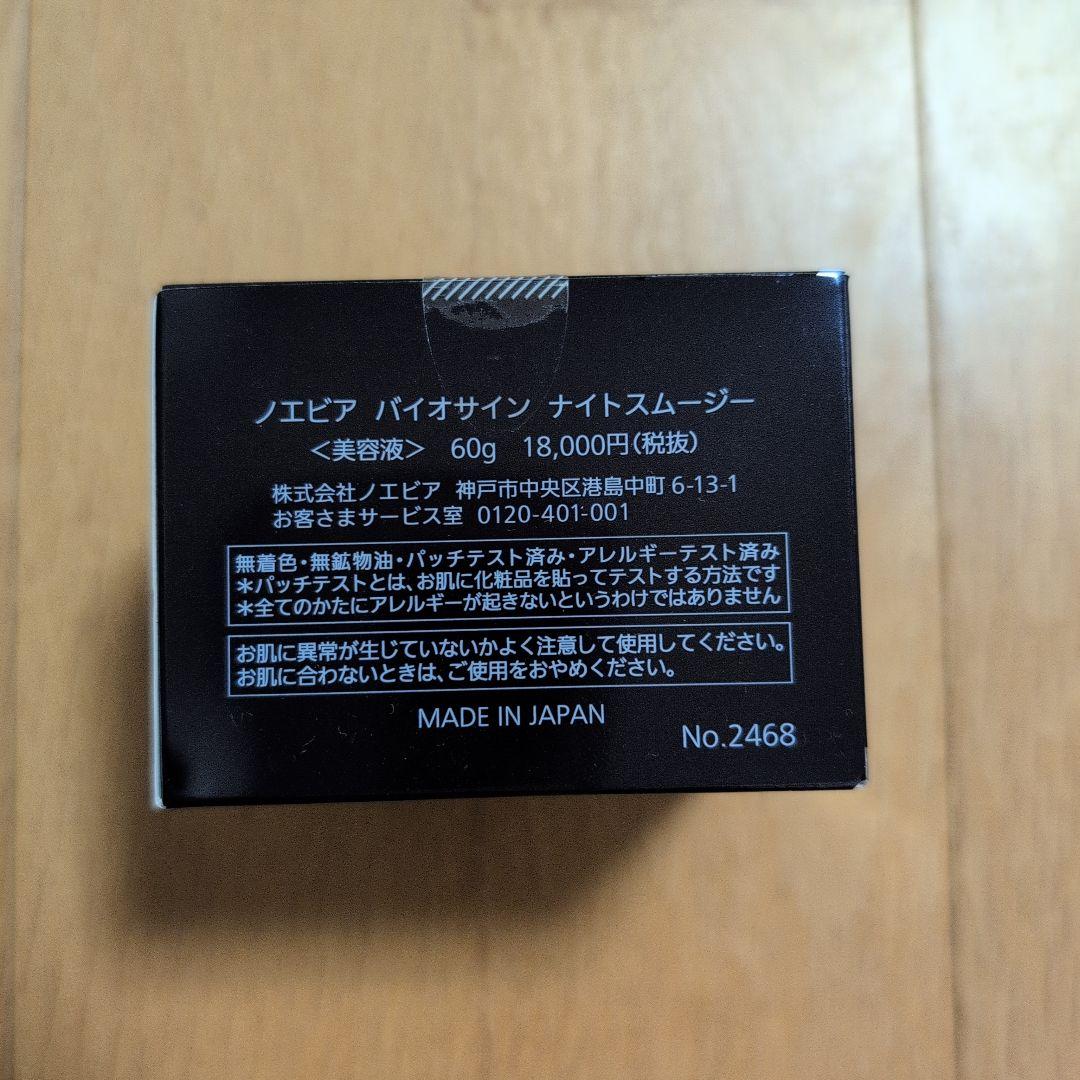 ノエビア バイオサイン ナイトスムージー
＜美容液＞ 60g 18,000円（税抜）
株式会社ノエビア 神戸市中央区港島中町6-13-1
お客さまサービス室 0120-401-001
無着色・無鉱物油・パッチテスト済み・アレルギーテスト済み
＊パッチテストとは、お肌に化粧品を貼ってテストする方法です
＊全てのかたにアレルギーが起きないというわけではありません
お肌に異常が生じていないかよく注意して使用してください。
お肌に合わないときは、ご使用をおやめください。
MADE IN JAPAN
No.2468